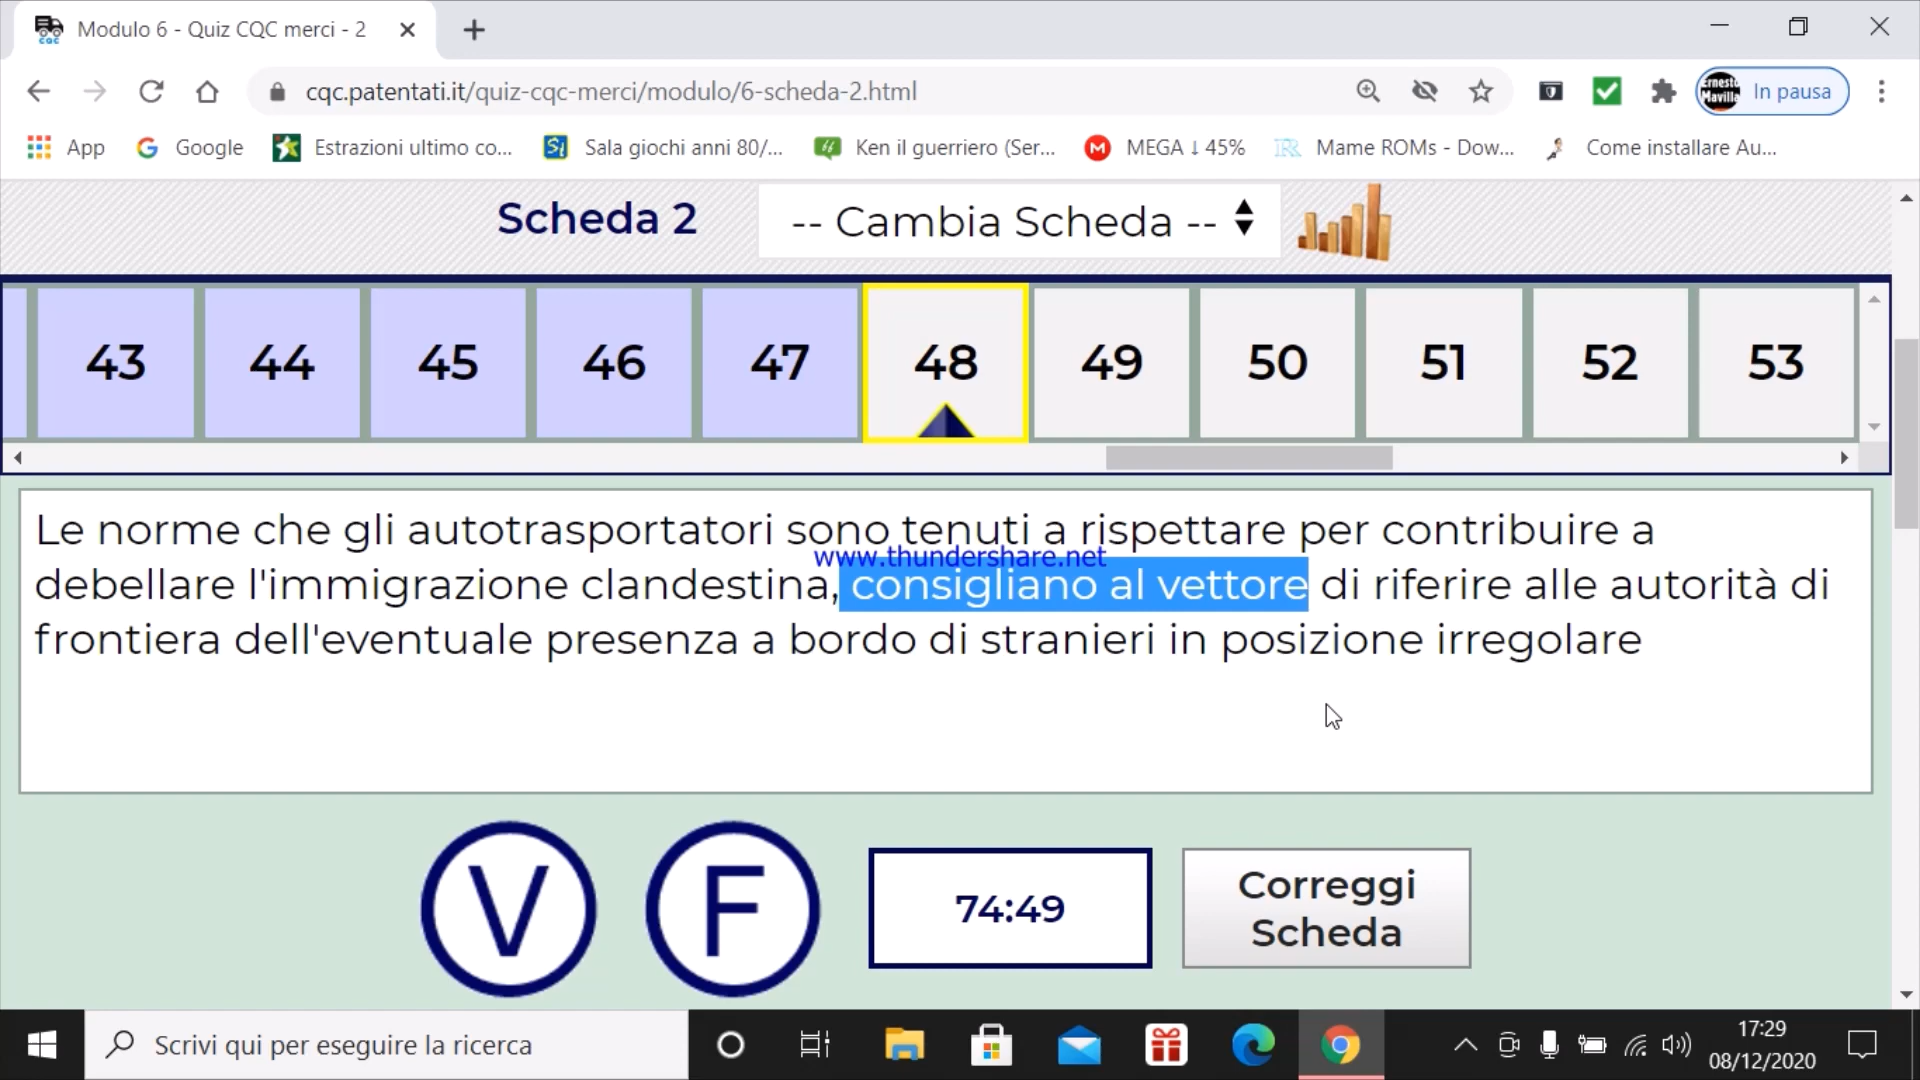 Modulo 6 - Quiz CQC merci - 2
cqc.patentati.it/quiz-cqc-merci/modulo/6-scheda-2.html
In pausa
App
Google
Estrazioni ultimo co...
Sala giochi anni 80/...
Ken il guerriero (Ser...
MEGA ↓ 45%
Mame ROMs - Dow...
Come installare Au...
Scheda 2
-- Cambia Scheda --
43 44 45 46 47 48 49 50 51 52 53
Le norme che gli autotrasportatori sono tenuti a rispettare per contribuire a
www.thundershare.net
debellare l'immigrazione clandestina, consigliano al vettore di riferire alle autorità di
frontiera dell'eventuale presenza a bordo di stranieri in posizione irregolare
V
F
74:49
Correggi
Scheda
Scrivi qui per eseguire la ricerca
17:29
08/12/2020